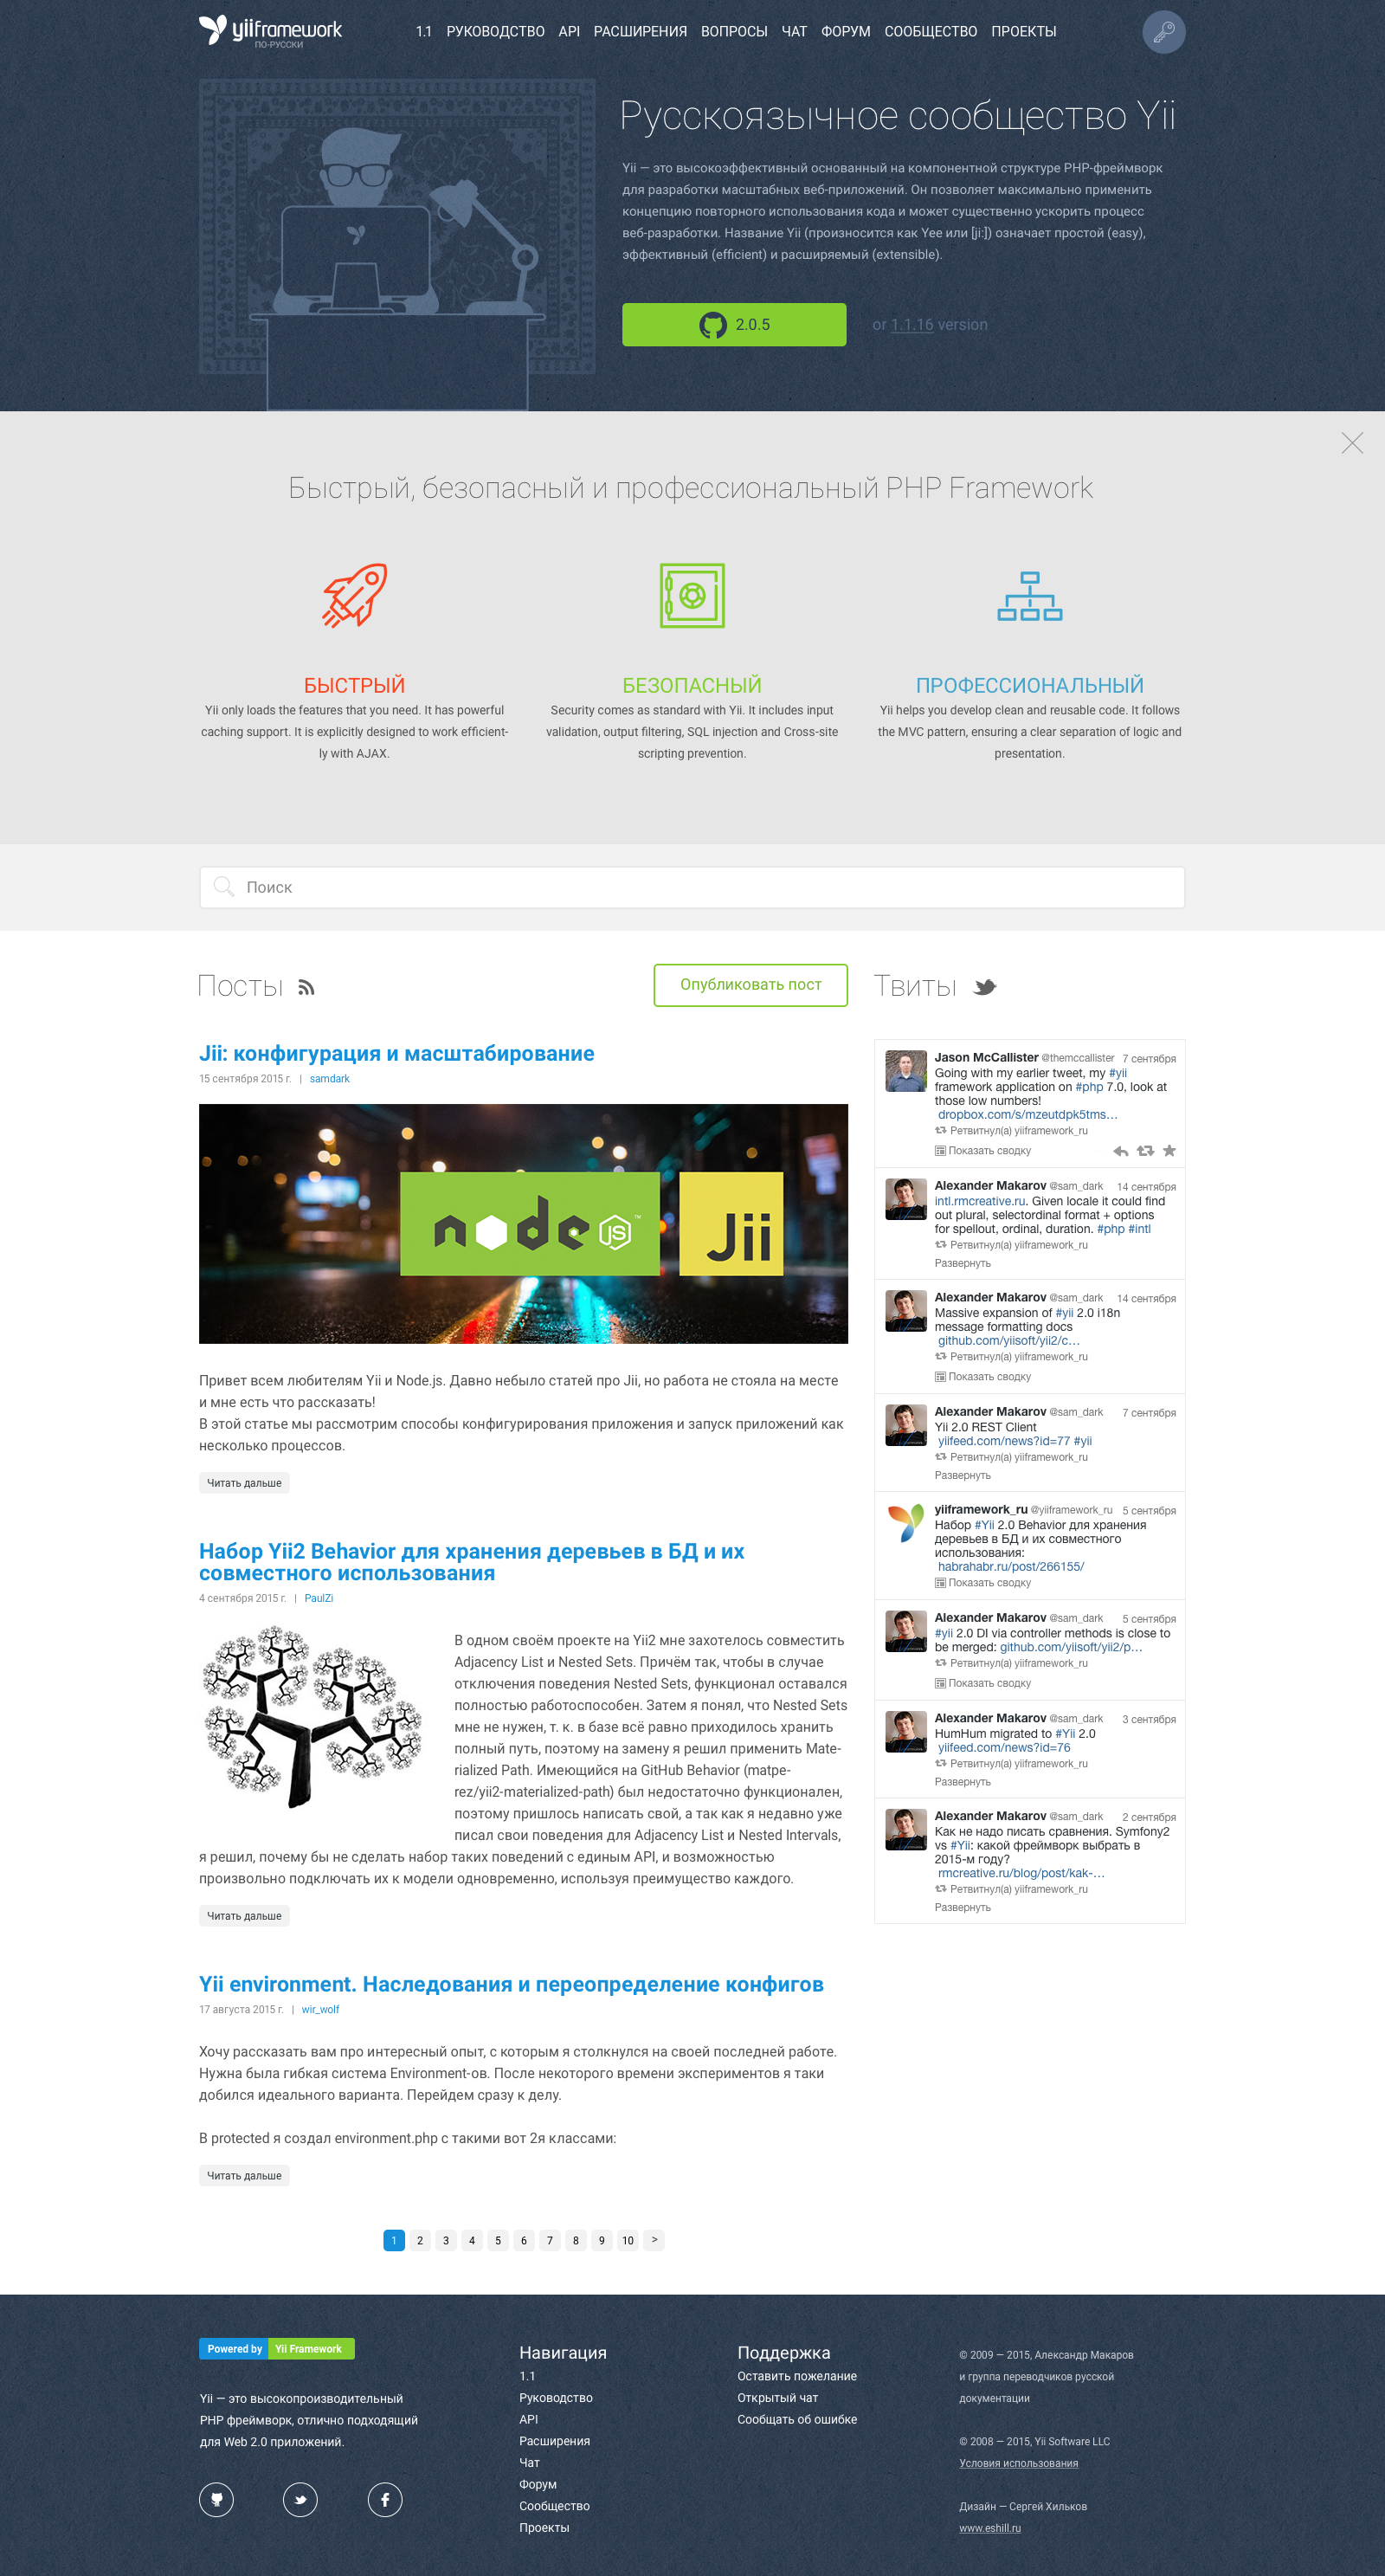 yiiframework
ПО-РУССКИ
1.1 РУКОВОДСТВО API РАСШИРЕНИЯ ВОПРОСЫ ЧАТ ФОРУМ СООБЩЕСТВО ПРОЕКТЫ
Русскоязычное сообщество Yii
Yii — это высокоэффективный основанный на компонентной структуре PHP-фреймворк
для разработки масштабных веб-приложений. Он позволяет максимально применить
концепцию повторного использования кода и может существенно ускорить процесс
веб-разработки. Название Yii (произносится как Yee или [ji:]) означает простой (easy),
эффективный (efficient) и расширяемый (extensible).
2.0.5
or 1.1.16 version
Быстрый, безопасный и профессиональный PHP Framework
БЫСТРЫЙ
Yii only loads the features that you need. It has powerful
caching support. It is explicitly designed to work efficient-
ly with AJAX.
БЕЗОПАСНЫЙ
Security comes as standard with Yii. It includes input
validation, output filtering, SQL injection and Cross-site
scripting prevention.
ПРОФЕССИОНАЛЬНЫЙ
Yii helps you develop clean and reusable code. It follows
the MVC pattern, ensuring a clear separation of logic and
presentation.
Поиск
Посты
Опубликовать пост
Jii: конфигурация и масштабирование
15 сентября 2015 г. | samdark
node JS ™
Jii
Привет всем любителям Yii и Node.js. Давно небыло статей про Jii, но работа не стояла на месте
и мне есть что рассказать!
В этой статье мы рассмотрим способы конфигурирования приложения и запуск приложений как
несколько процессов.
Читать дальше
Набор Yii2 Behavior для хранения деревьев в БД и их
совместного использования
4 сентября 2015 г. | PaulZi
В одном своём проекте на Yii2 мне захотелось совместить
Adjacency List и Nested Sets. Причём так, чтобы в случае
отключения поведения Nested Sets, функционал оставался
полностью работоспособен. Затем я понял, что Nested Sets
мне не нужен, т. к. в базе всё равно приходилось хранить
полный путь, поэтому на замену я решил применить Mate-
rialized Path. Имеющийся на GitHub Behavior (matpe-
rez/yii2-materialized-path) был недостаточно функционален,
поэтому пришлось написать свой, а так как я недавно уже
писал свои поведения для Adjacency List и Nested Intervals,
я решил, почему бы не сделать набор таких поведений с единым API, и возможностью
произвольно подключать их к модели одновременно, используя преимущество каждого.
Читать дальше
Yii environment. Наследования и переопределение конфигов
17 августа 2015 г. | wir_wolf
Хочу рассказать вам про интересный опыт, с которым я столкнулся на своей последней работе.
Нужна была гибкая система Environment-ов. После некоторого времени экспериментов я таки
добился идеального варианта. Перейдем сразу к делу.
В protected я создал environment.php с такими вот 2я классами:
Читать дальше
1 2 3 4 5 6 7 8 9 10 >
Твиты
Jason McCallister @themccallister 7 сентября
Going with my earlier tweet, my #yii
framework application on #php 7.0, look at
those low numbers!
dropbox.com/s/mzeutdpk5tms…
Ретвитнул(а) yiiframework_ru
Показать сводку
Alexander Makarov @sam_dark 14 сентября
intl.rmcreative.ru. Given locale it could find
out plural, selectordinal format + options
for spellout, ordinal, duration. #php #intl
Ретвитнул(а) yiiframework_ru
Развернуть
Alexander Makarov @sam_dark 14 сентября
Massive expansion of #yii 2.0 i18n
message formatting docs
github.com/yiisoft/yii2/c…
Ретвитнул(а) yiiframework_ru
Показать сводку
Alexander Makarov @sam_dark 7 сентября
Yii 2.0 REST Client
yiifeed.com/news?id=77 #yii
Ретвитнул(а) yiiframework_ru
Развернуть
yiiframework_ru @yiiframework_ru 5 сентября
Набор #Yii 2.0 Behavior для хранения
деревьев в БД и их совместного
использования:
habrahabr.ru/post/266155/
Показать сводку
Alexander Makarov @sam_dark 5 сентября
#yii 2.0 DI via controller methods is close to
be merged: github.com/yiisoft/yii2/p…
Ретвитнул(а) yiiframework_ru
Показать сводку
Alexander Makarov @sam_dark 3 сентября
HumHum migrated to #Yii 2.0
yiifeed.com/news?id=76
Ретвитнул(а) yiiframework_ru
Развернуть
Alexander Makarov @sam_dark 2 сентября
Как не надо писать сравнения. Symfony2
vs #Yii: какой фреймворк выбрать в
2015-м году?
rmcreative.ru/blog/post/kak-…
Ретвитнул(а) yiiframework_ru
Развернуть
Powered by Yii Framework
Yii — это высокопроизводительный
PHP фреймворк, отлично подходящий
для Web 2.0 приложений.
Навигация
1.1
Руководство
API
Расширения
Чат
Форум
Сообщество
Проекты
Поддержка
Оставить пожелание
Открытый чат
Сообщать об ошибке
© 2009 — 2015, Александр Макаров
и группа переводчиков русской
документации
© 2008 — 2015, Yii Software LLC
Условия использования
Дизайн — Сергей Хильков
www.eshill.ru